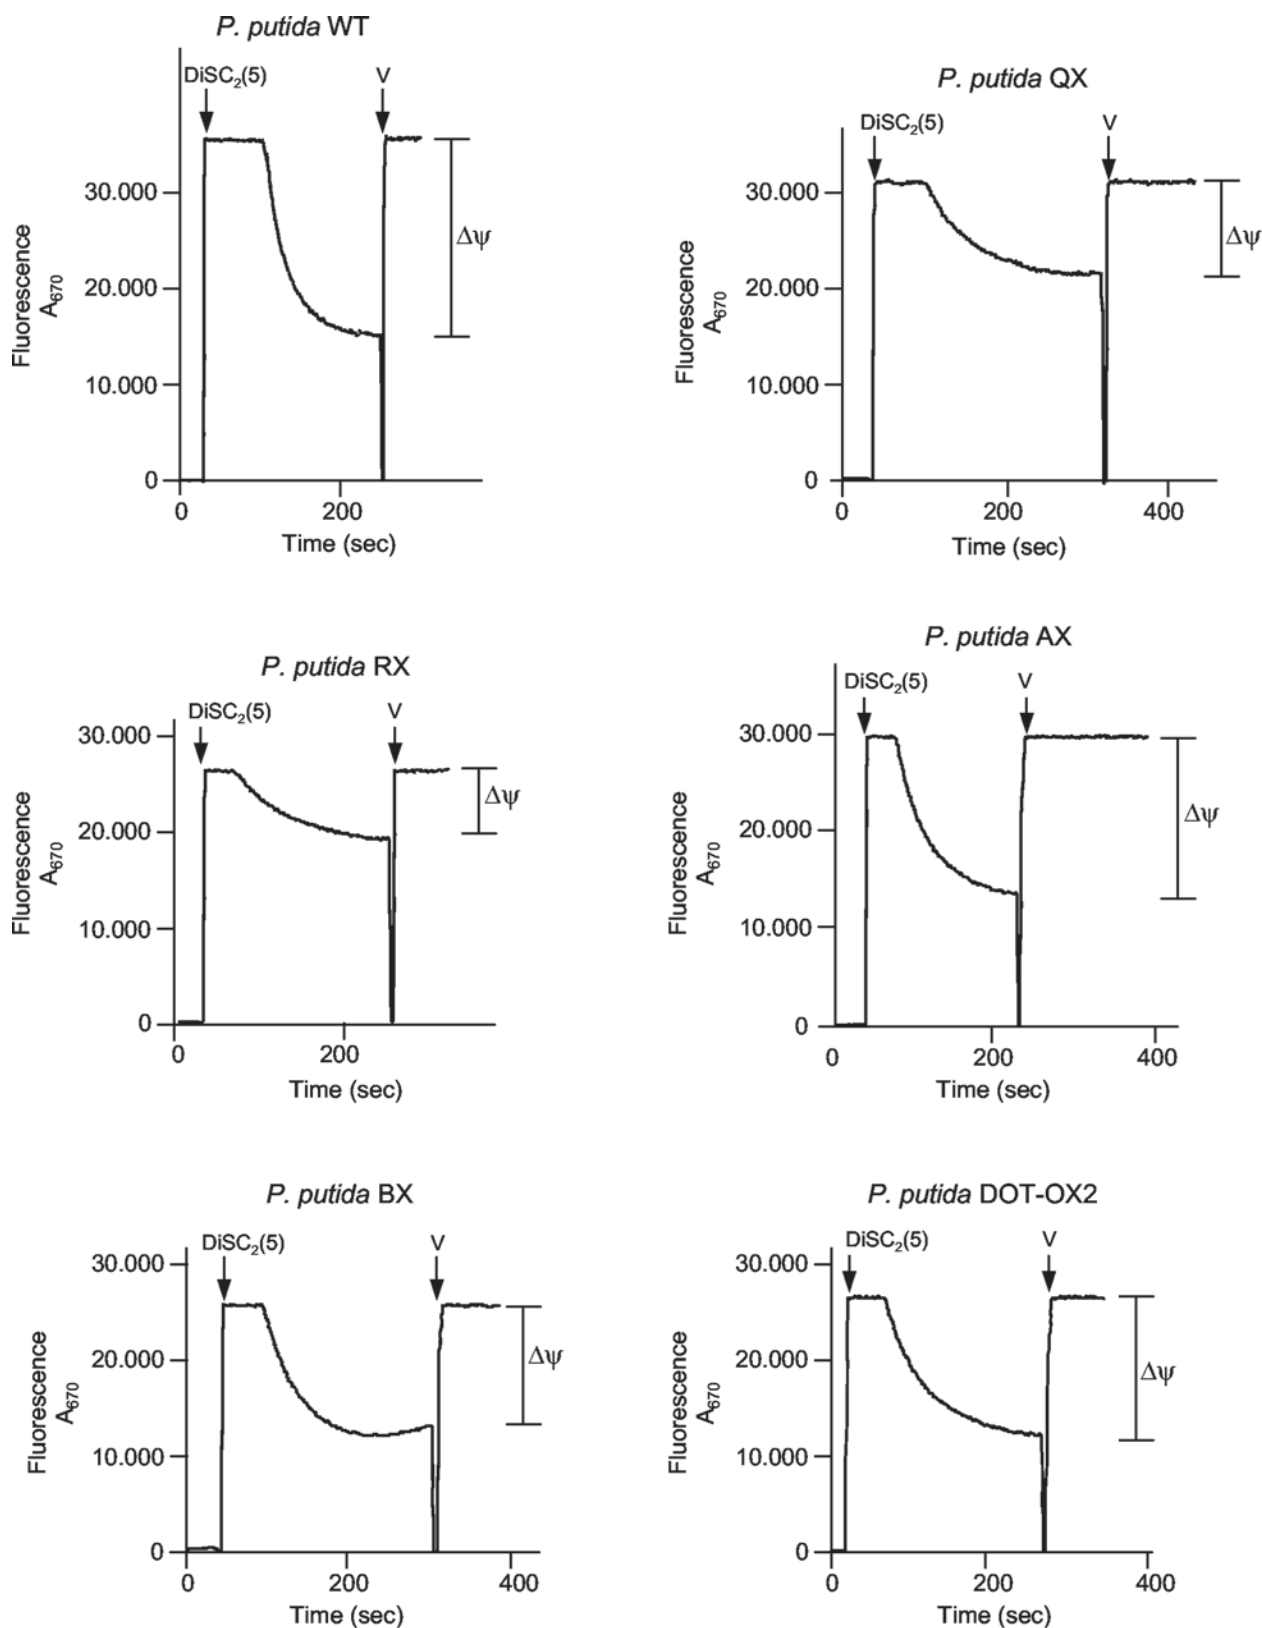 P. putida WT
DiSC₂(5)
V
30.000
20.000
10.000
0
Fluorescence
A₆₇₀
Δψ
0
200
Time (sec)
P. putida QX
DiSC₂(5)
V
30.000
20.000
10.000
0
Fluorescence
A₆₇₀
Δψ
0
200
400
Time (sec)
P. putida RX
DiSC₂(5)
V
30.000
20.000
10.000
0
Fluorescence
A₆₇₀
Δψ
0
200
Time (sec)
P. putida AX
DiSC₂(5)
V
30.000
20.000
10.000
0
Fluorescence
A₆₇₀
Δψ
0
200
400
Time (sec)
P. putida BX
DiSC₂(5)
V
30.000
20.000
10.000
0
Fluorescence
A₆₇₀
Δψ
0
200
400
Time (sec)
P. putida DOT-OX2
DiSC₂(5)
V
30.000
20.000
10.000
0
Fluorescence
A₆₇₀
Δψ
0
200
400
Time (sec)